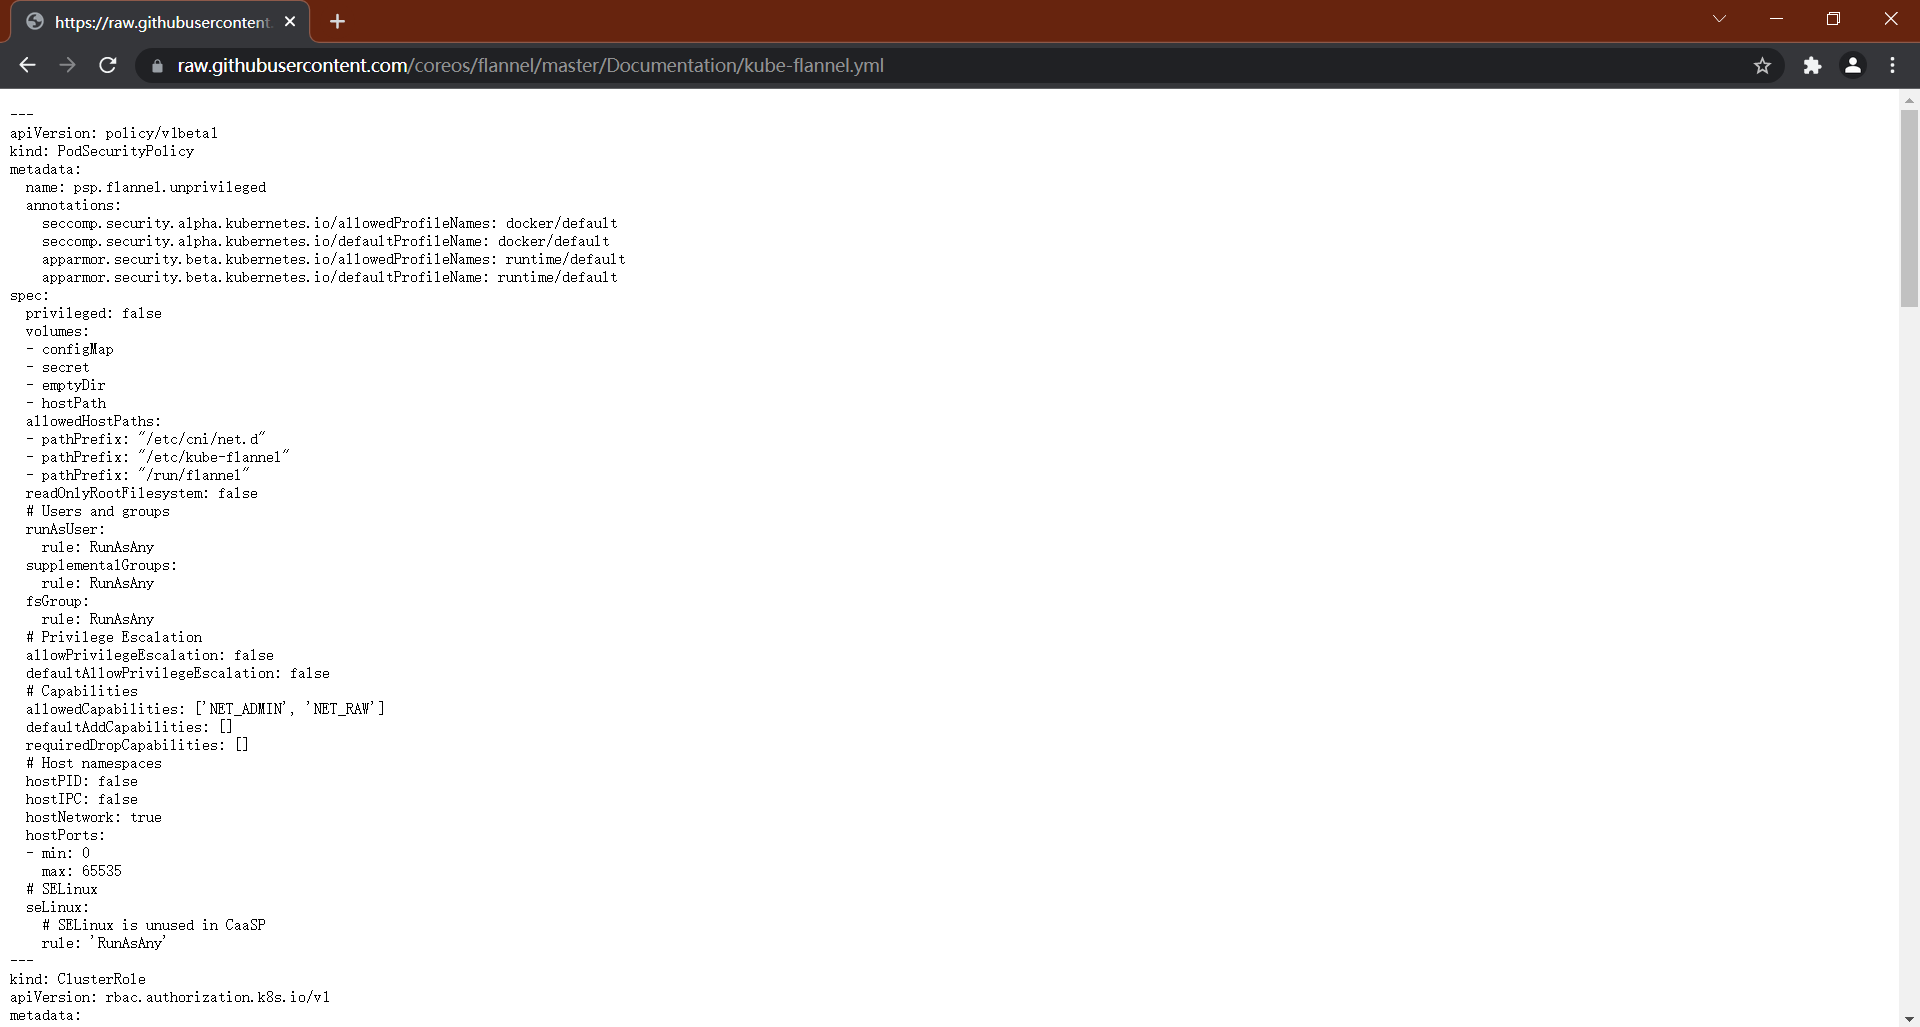 https://raw.githubusercontent.
raw.githubusercontent.com/coreos/flannel/master/Documentation/kube-flannel.yml
---
apiVersion: policy/v1beta1
kind: PodSecurityPolicy
metadata:
  name: psp.flannel.unprivileged
  annotations:
    seccomp.security.alpha.kubernetes.io/allowedProfileNames: docker/default
    seccomp.security.alpha.kubernetes.io/defaultProfileName: docker/default
    apparmor.security.beta.kubernetes.io/allowedProfileNames: runtime/default
    apparmor.security.beta.kubernetes.io/defaultProfileName: runtime/default
spec:
  privileged: false
  volumes:
  - configMap
  - secret
  - emptyDir
  - hostPath
  allowedHostPaths:
  - pathPrefix: "/etc/cni/net.d"
  - pathPrefix: "/etc/kube-flannel"
  - pathPrefix: "/run/flannel"
  readOnlyRootFilesystem: false
  # Users and groups
  runAsUser:
    rule: RunAsAny
  supplementalGroups:
    rule: RunAsAny
  fsGroup:
    rule: RunAsAny
  # Privilege Escalation
  allowPrivilegeEscalation: false
  defaultAllowPrivilegeEscalation: false
  # Capabilities
  allowedCapabilities: ['NET_ADMIN', 'NET_RAW']
  defaultAddCapabilities: []
  requiredDropCapabilities: []
  # Host namespaces
  hostPID: false
  hostIPC: false
  hostNetwork: true
  hostPorts:
  - min: 0
    max: 65535
  # SELinux
  seLinux:
    # SELinux is unused in CaaSP
    rule: 'RunAsAny'
---
kind: ClusterRole
apiVersion: rbac.authorization.k8s.io/v1
metadata: